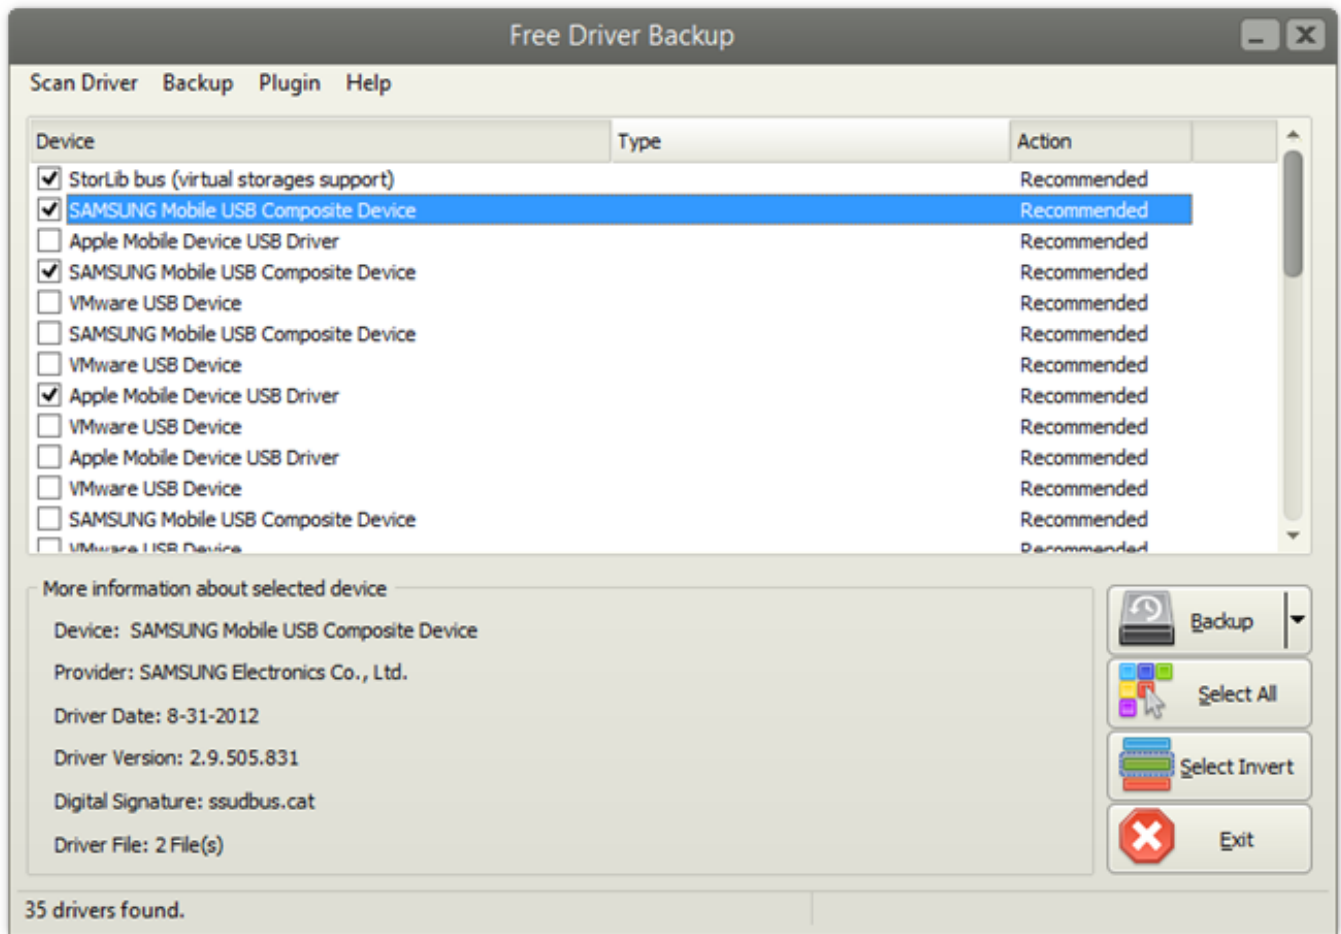 Free Driver Backup
Scan Driver Backup Plugin Help
Device Type Action
StorLib bus (virtual storages support) Recommended
SAMSUNG Mobile USB Composite Device Recommended
Apple Mobile Device USB Driver Recommended
SAMSUNG Mobile USB Composite Device Recommended
VMware USB Device Recommended
SAMSUNG Mobile USB Composite Device Recommended
VMware USB Device Recommended
Apple Mobile Device USB Driver Recommended
VMware USB Device Recommended
Apple Mobile Device USB Driver Recommended
VMware USB Device Recommended
SAMSUNG Mobile USB Composite Device Recommended
VMware USB Device Recommended
More information about selected device
Device: SAMSUNG Mobile USB Composite Device
Provider: SAMSUNG Electronics Co., Ltd.
Driver Date: 8-31-2012
Driver Version: 2.9.505.831
Digital Signature: ssudbus.cat
Driver File: 2 File(s)
Backup
Select All
Select Invert
Exit
35 drivers found.